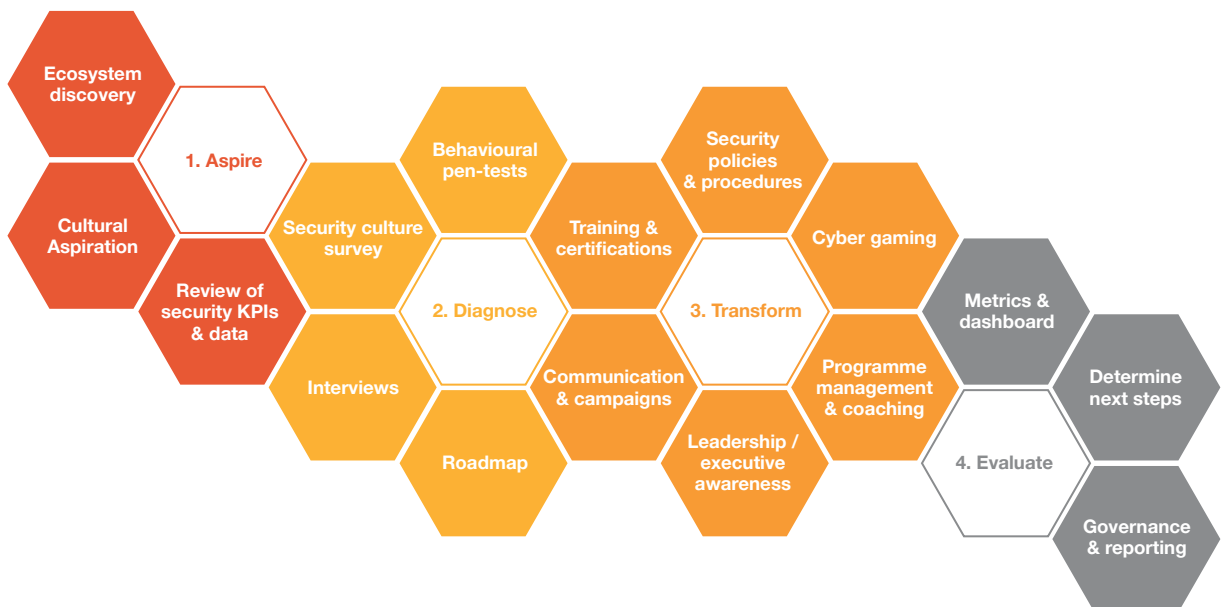 Ecosystem
discovery
1. Aspire
Cultural
Aspiration
Review of
security KPIs
& data
Security culture
survey
Behavioural
pen-tests
2. Diagnose
Interviews
Roadmap
Training &
certifications
Security
policies
& procedures
Cyber gaming
3. Transform
Communication
& campaigns
Leadership /
executive
awareness
Programme
management
& coaching
Metrics &
dashboard
Determine
next steps
4. Evaluate
Governance
& reporting